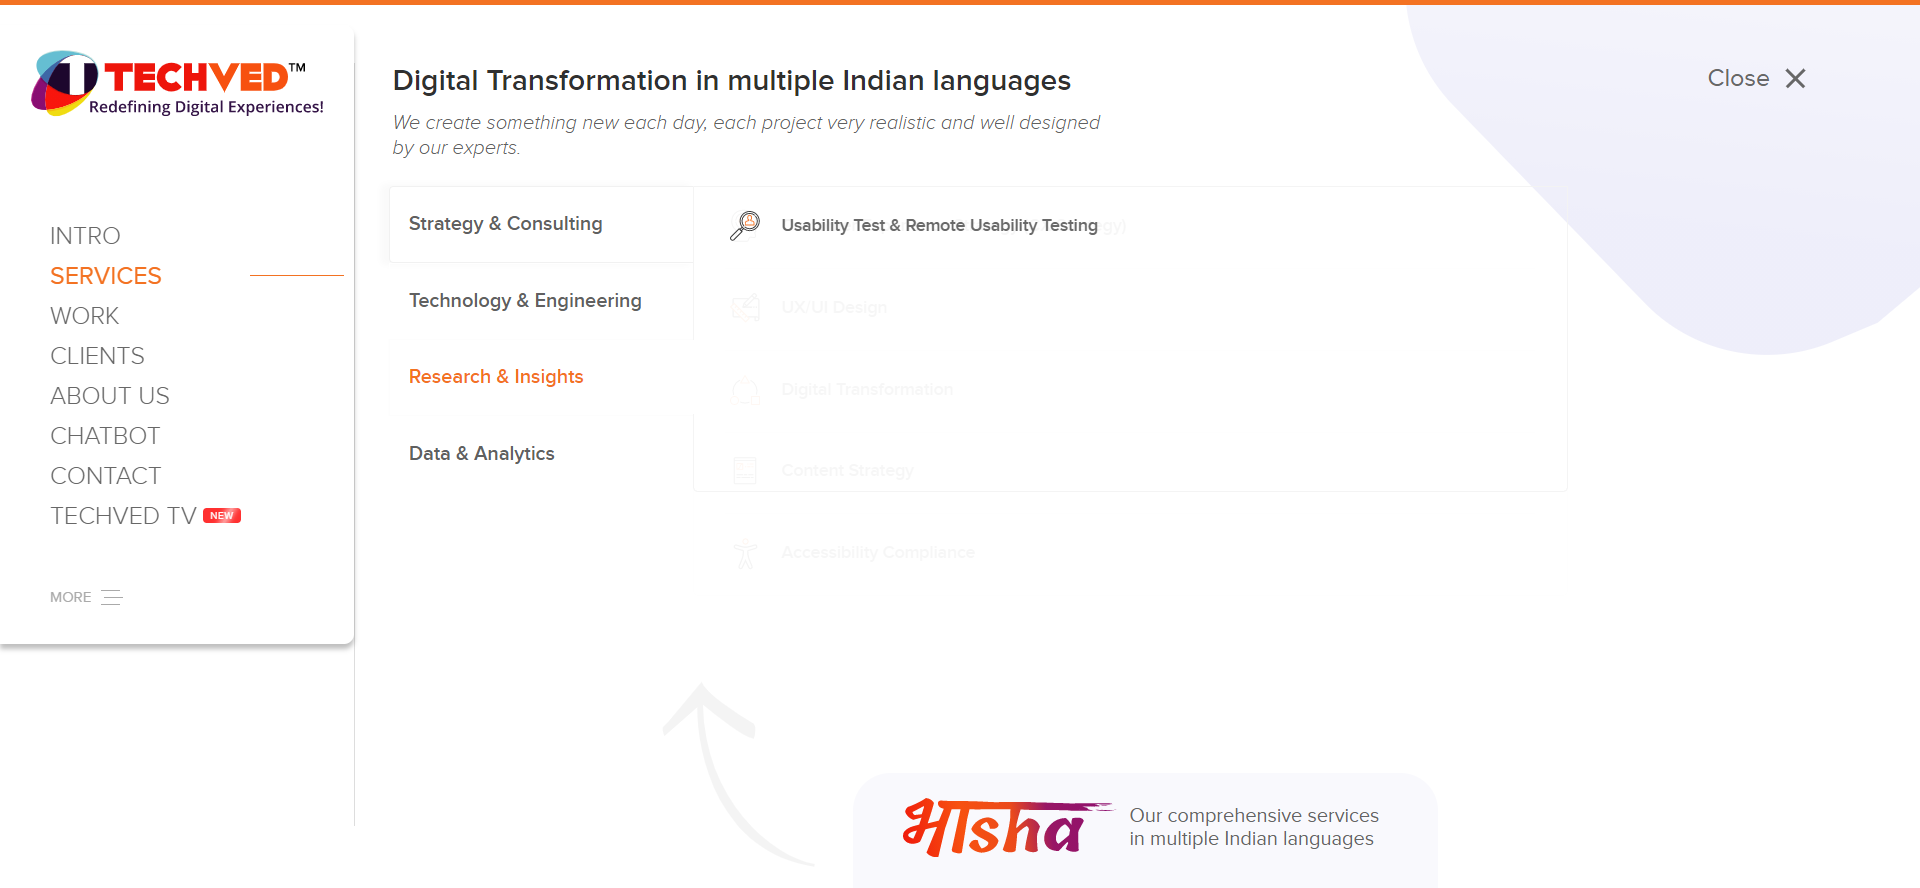 TECHVED™
Redefining Digital Experiences!
INTRO
SERVICES
WORK
CLIENTS
ABOUT US
CHATBOT
CONTACT
TECHVED TV NEW
MORE
Digital Transformation in multiple Indian languages
We create something new each day, each project very realistic and well designed
by our experts.
Close
Strategy & Consulting
Technology & Engineering
Research & Insights
Data & Analytics
Usability Test & Remote Usability Testing
UX/UI Design
Digital Transformation
Content Strategy
Accessibility Compliance
भाsha
Our comprehensive services
in multiple Indian languages